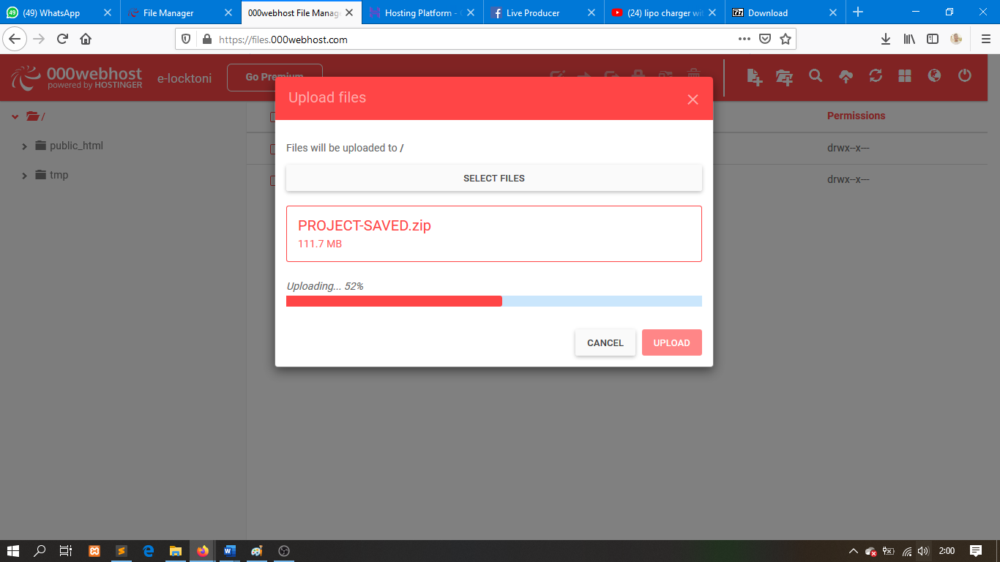 49
(49) WhatsApp
File Manager
000webhost File Manag
Hosting Platform -
Live Producer
(24) lipo charger wit
7z
Download
https://files.000webhost.com
000webhost
powered by HOSTINGER
e-locktoni
Go Premium
Upload files
/
public_html
tmp
Permissions
drwx--x---
drwx--x---
Files will be uploaded to /
SELECT FILES
PROJECT-SAVED.zip
111.7 MB
Uploading... 52%
CANCEL
UPLOAD
2:00